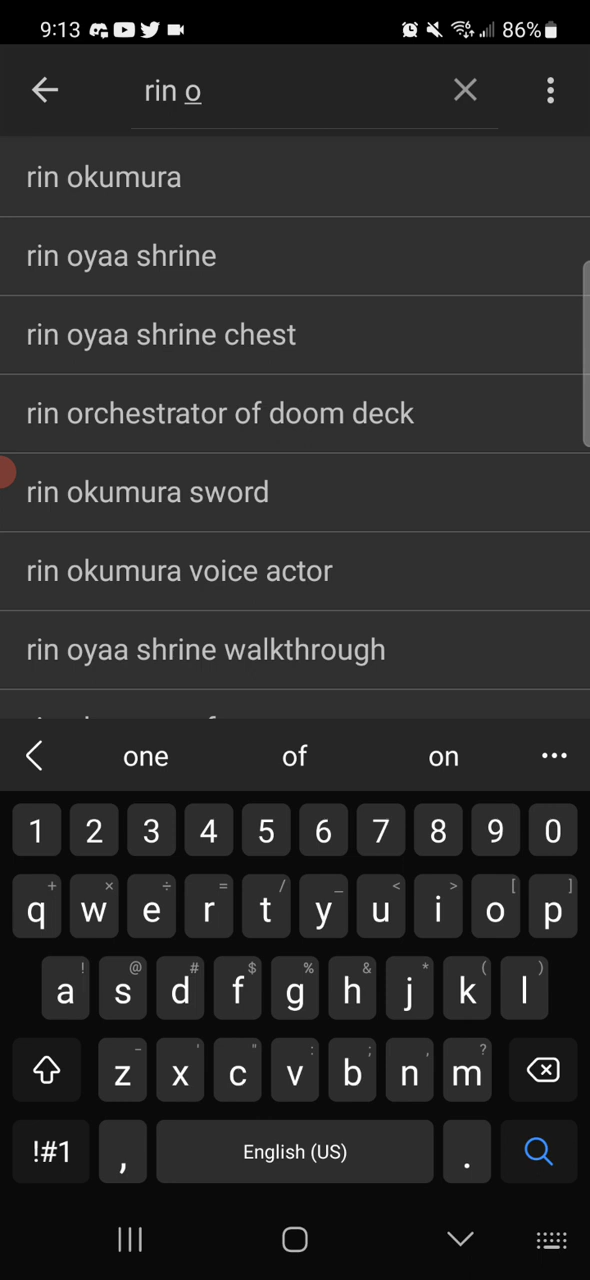 9:13 86%
rin o
rin okumura
rin oyaa shrine
rin oyaa shrine chest
rin orchestrator of doom deck
rin okumura sword
rin okumura voice actor
rin oyaa shrine walkthrough
one of on
1 2 3 4 5 6 7 8 9 0
+ × ÷ = / _ < > [ ]
q w e r t y u i o p
! @ # $ % & * ( )
a s d f g h j k l
- ' " : ; , ?
z x c v b n m
!#1 , English (US) .